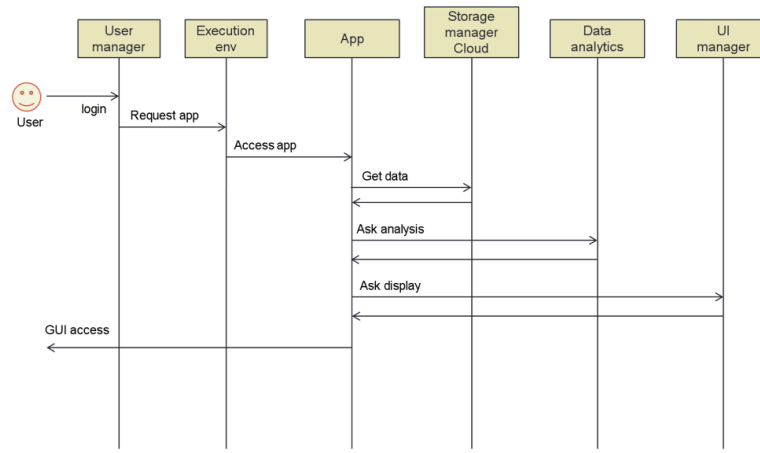 User
manager
Execution
env
App
Storage
manager
Cloud
Data
analytics
UI
manager
login
User
Request app
Access app
Get data
Ask analysis
Ask display
GUI access